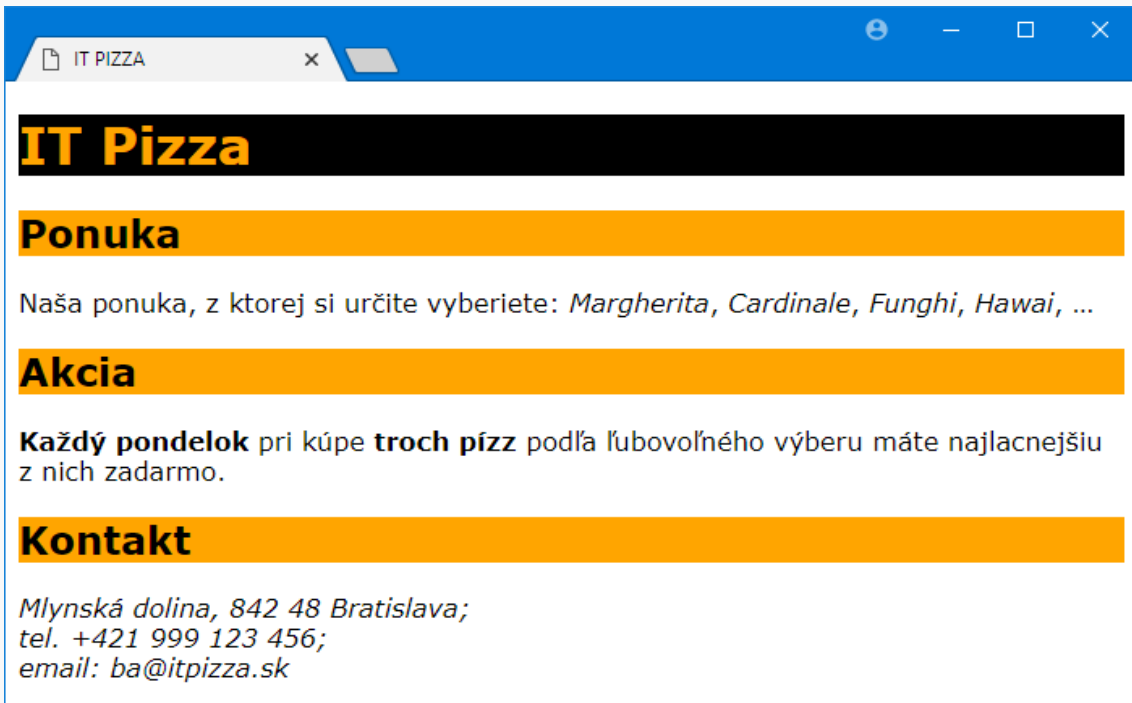 IT PIZZA
IT Pizza
Ponuka
Naša ponuka, z ktorej si určite vyberiete: Margherita, Cardinale, Funghi, Hawai, ...
Akcia
Každý pondelok pri kúpe troch pízz podľa ľubovoľného výberu máte najlacnejšiu
z nich zadarmo.
Kontakt
Mlynská dolina, 842 48 Bratislava;
tel. +421 999 123 456;
email: ba@itpizza.sk